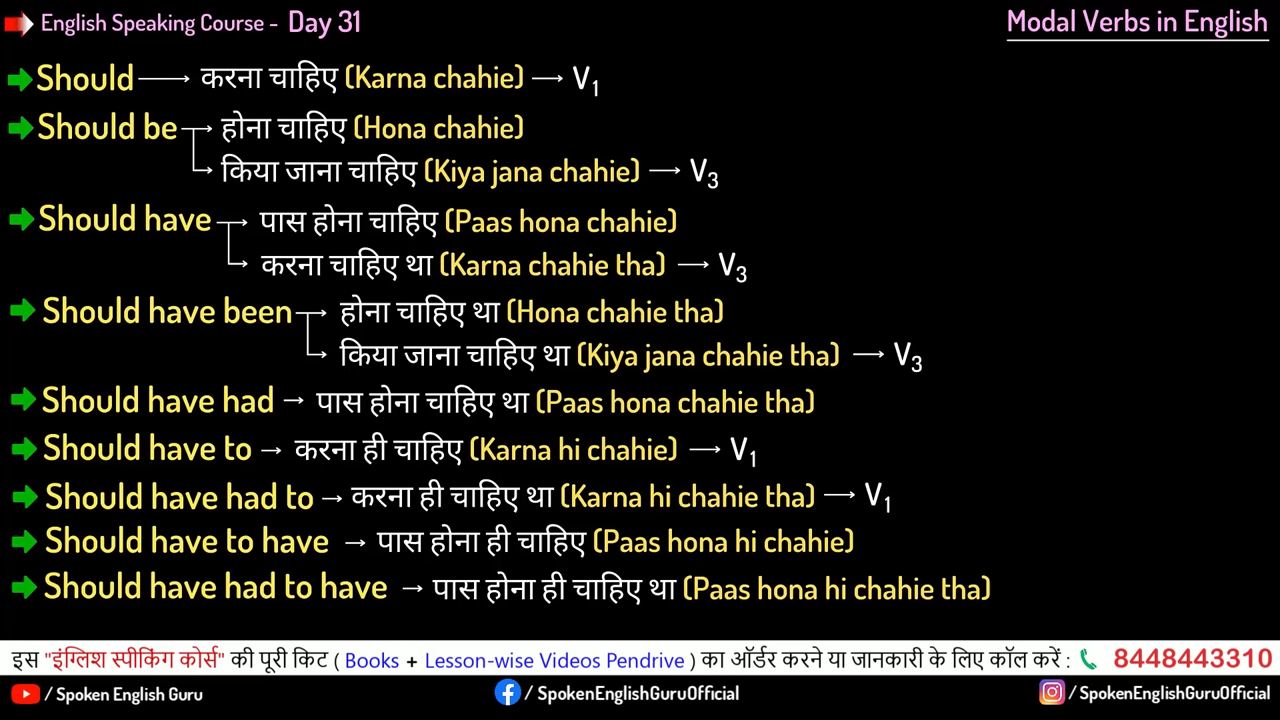 English Speaking Course - Day 31
Modal Verbs in English
Should → करना चाहिए (Karna chahie) → V₁
Should be → होना चाहिए (Hona chahie)
किया जाना चाहिए (Kiya jana chahie) → V₃
Should have → पास होना चाहिए (Paas hona chahie)
करना चाहिए था (Karna chahie tha) → V₃
Should have been → होना चाहिए था (Hona chahie tha)
किया जाना चाहिए था (Kiya jana chahie tha) → V₃
Should have had → पास होना चाहिए था (Paas hona chahie tha)
Should have to → करना ही चाहिए (Karna hi chahie) → V₁
Should have had to → करना ही चाहिए था (Karna hi chahie tha) → V₁
Should have to have → पास होना ही चाहिए (Paas hona hi chahie)
Should have had to have → पास होना ही चाहिए था (Paas hona hi chahie tha)
इस "इंग्लिश स्पीकिंग कोर्स" की पूरी किट ( Books + Lesson-wise Videos Pendrive ) का ऑर्डर करने या जानकारी के लिए कॉल करें : 8448443310
/ Spoken English Guru
/ SpokenEnglishGuruOfficial
/ SpokenEnglishGuruOfficial